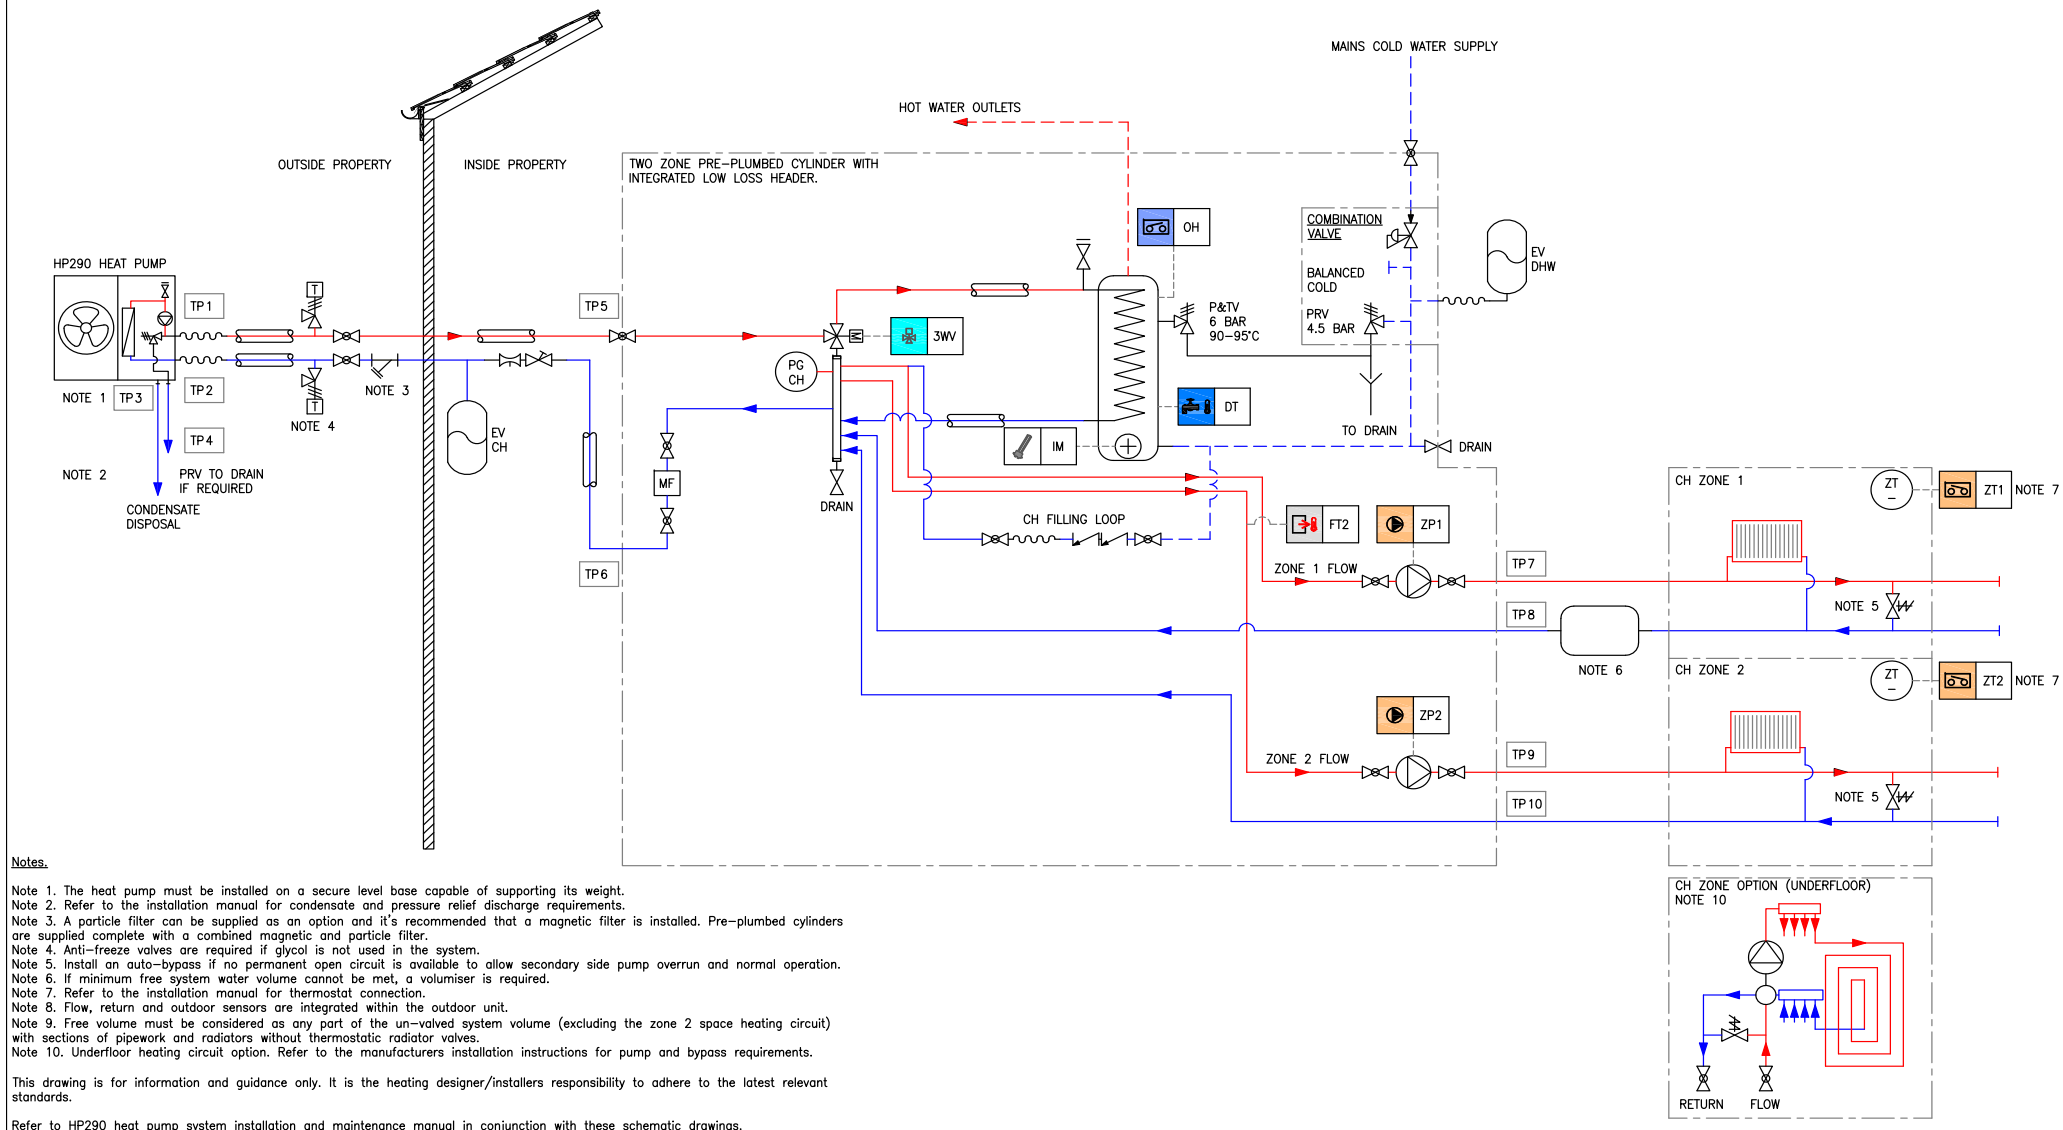 MAINS COLD WATER SUPPLY
HOT WATER OUTLETS
OUTSIDE PROPERTY
INSIDE PROPERTY
TWO ZONE PRE-PLUMBED CYLINDER WITH
INTEGRATED LOW LOSS HEADER.
OH
COMBINATION
VALVE
BALANCED
COLD
PRV
4.5 BAR
EV
DHW
HP290 HEAT PUMP
TP1
T
TP5
3WV
M
P&TV
6 BAR
90-95°C
PG
CH
NOTE 1
TP3
TP2
NOTE 3
T
NOTE 4
TP4
EV
CH
DT
TO DRAIN
IM
DRAIN
NOTE 2
PRV TO DRAIN
IF REQUIRED
CONDENSATE
DISPOSAL
MF
DRAIN
CH FILLING LOOP
FT2
ZP1
CH ZONE 1
ZT
-
ZT1
NOTE 7
TP6
ZONE 1 FLOW
TP7
TP8
NOTE 5
NOTE 6
CH ZONE 2
ZT
-
ZT2
NOTE 7
ZP2
ZONE 2 FLOW
TP9
TP10
NOTE 5
CH ZONE OPTION (UNDERFLOOR)
NOTE 10
RETURN
FLOW
Notes.
Note 1. The heat pump must be installed on a secure level base capable of supporting its weight.
Note 2. Refer to the installation manual for condensate and pressure relief discharge requirements.
Note 3. A particle filter can be supplied as an option and it's recommended that a magnetic filter is installed. Pre-plumbed cylinders
are supplied complete with a combined magnetic and particle filter.
Note 4. Anti-freeze valves are required if glycol is not used in the system.
Note 5. Install an auto-bypass if no permanent open circuit is available to allow secondary side pump overrun and normal operation.
Note 6. If minimum free system water volume cannot be met, a volumiser is required.
Note 7. Refer to the installation manual for thermostat connection.
Note 8. Flow, return and outdoor sensors are integrated within the outdoor unit.
Note 9. Free volume must be considered as any part of the un-valved system volume (excluding the zone 2 space heating circuit)
with sections of pipework and radiators without thermostatic radiator valves.
Note 10. Underfloor heating circuit option. Refer to the manufacturers installation instructions for pump and bypass requirements.
This drawing is for information and guidance only. It is the heating designer/installers responsibility to adhere to the latest relevant
standards.
Refer to HP290 heat pump system installation and maintenance manual in conjunction with these schematic drawings.